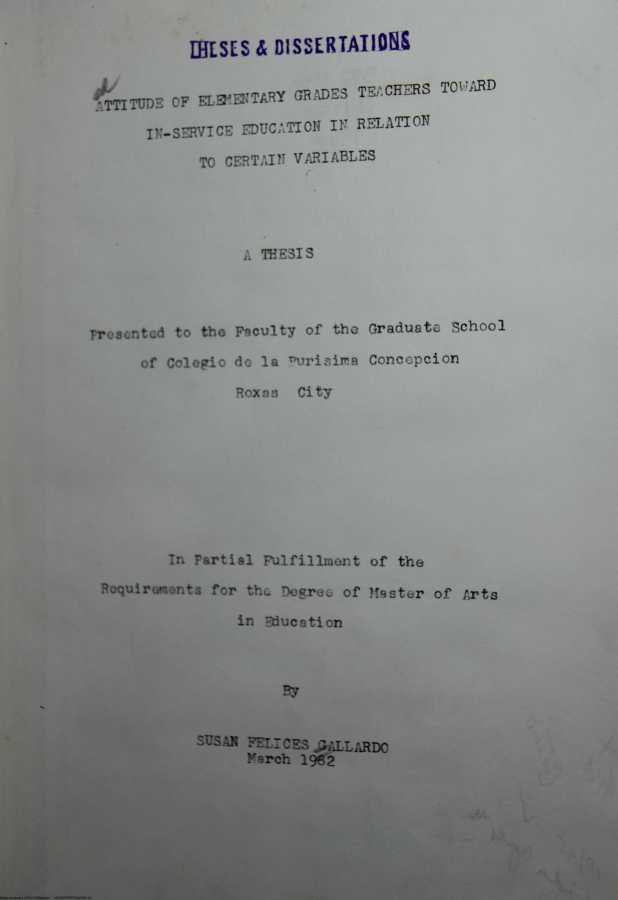 THESES & DISSERTATIONS
ATTITUDE OF ELEMENTARY GRADES TEACHERS TOWARD
IN-SERVICE EDUCATION IN RELATION
TO CERTAIN VARIABLES
A THESIS
Presented to the Faculty of the Graduate School
of Colegio de la Purisima Concepcion
Roxas City
In Partial Fulfillment of the
Requirements for the Degree of Master of Arts
in Education
By
SUSAN FELICES GALLARDO
March 1982